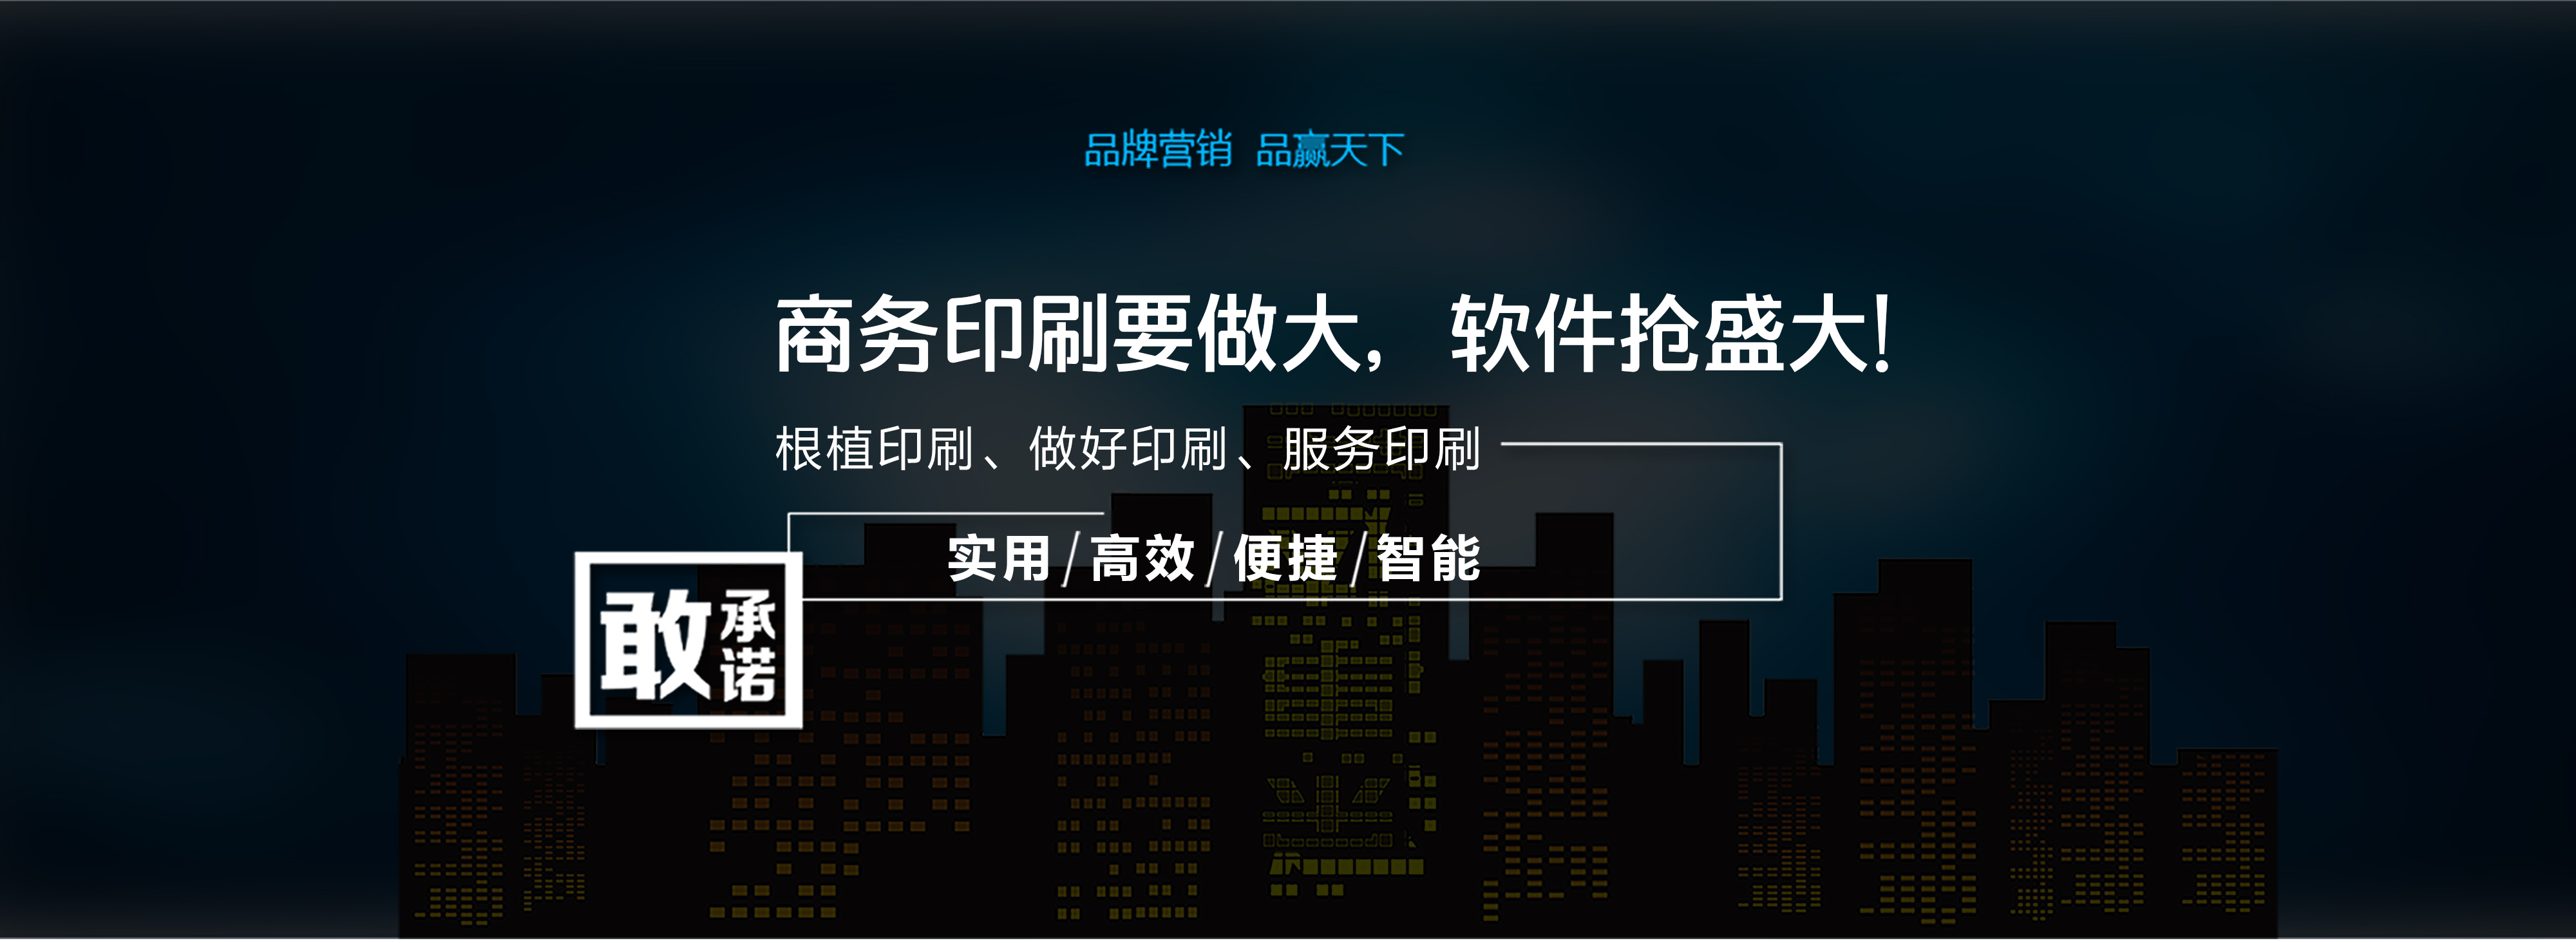 品牌营销 品赢天下
商务印刷要做大，软件抢盛大！
根植印刷、做好印刷、服务印刷
实用/高效/便捷/智能
敢承诺